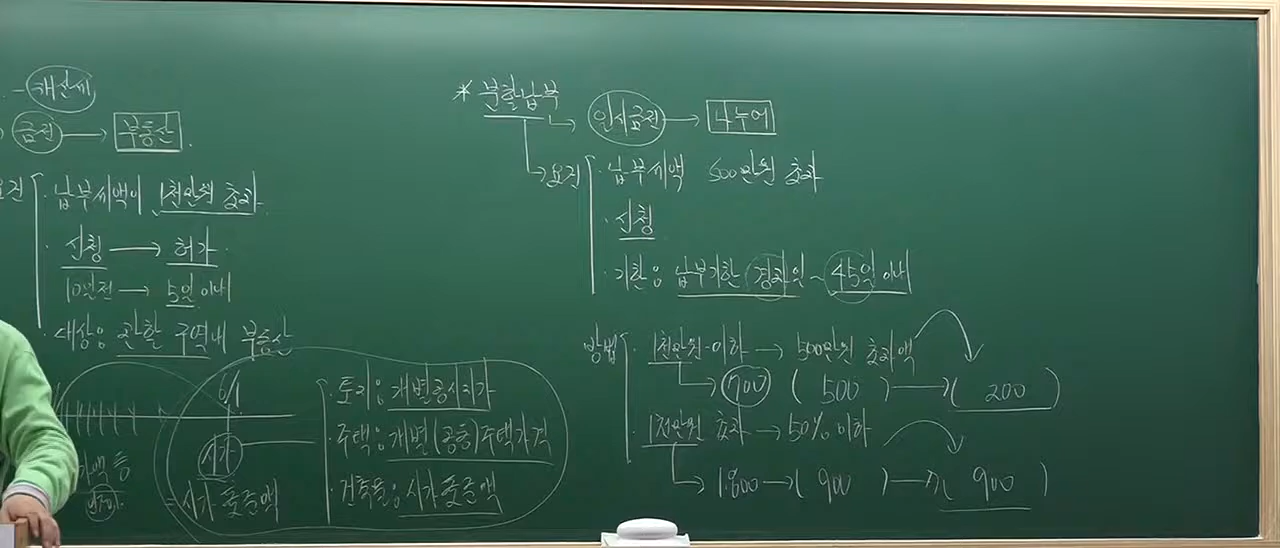 - 재산세
금전 → 부동산
요건
· 납부세액이 1천만원 초과
신청 → 허가
10일전 → 5일 이내
· 대상: 관할 구역내 부동산
6/1
시가
= 시가표준액
· 토지: 개별공시지가
· 주택: 개별(공동)주택가격
· 건축물: 시가표준액
* 분할납부
→ 일시금전 → 나누어
→ 요건
· 납부세액 500만원 초과
· 신청
· 기한: 납부기한 경과일 ~ 45일 이내
방법
· 1천만원 이하 → 500만원 초과액
→ 700 ( 500 ) → ( 200 )
· 1천만원 초과 → 50% 이하
→ 1.800 → ( 900 ) → ( 900 )